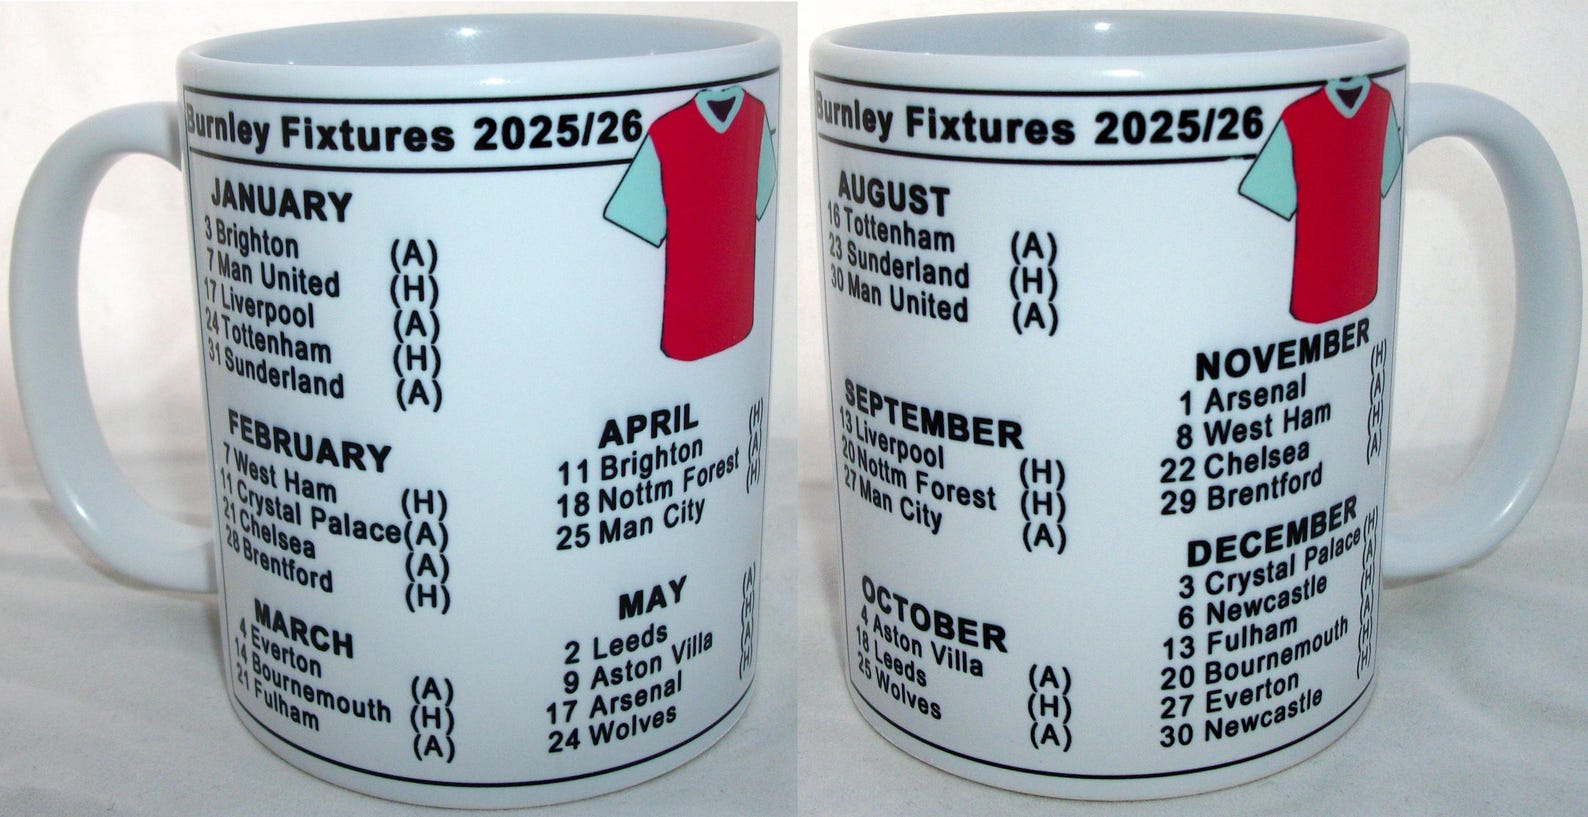 Burnley Fixtures 2025/26
JANUARY
3 Brighton (A)
7 Man United (H)
17 Liverpool (A)
24 Tottenham (H)
31 Sunderland (A)
FEBRUARY
7 West Ham (H)
11 Crystal Palace (A)
21 Chelsea (A)
28 Brentford (H)
MARCH
4 Everton (A)
14 Bournemouth (H)
21 Fulham (A)
APRIL
11 Brighton (H)
18 Nottm Forest (A)
25 Man City (H)
MAY
2 Leeds (A)
9 Aston Villa (H)
17 Arsenal (A)
24 Wolves (H)
Burnley Fixtures 2025/26
AUGUST
16 Tottenham (A)
23 Sunderland (H)
30 Man United (A)
SEPTEMBER
13 Liverpool (H)
20 Nottm Forest (H)
27 Man City (A)
OCTOBER
4 Aston Villa (A)
18 Leeds (H)
25 Wolves (A)
NOVEMBER
1 Arsenal (H)
8 West Ham (A)
22 Chelsea (H)
29 Brentford (A)
DECEMBER
3 Crystal Palace (H)
6 Newcastle (A)
13 Fulham (H)
20 Bournemouth (A)
27 Everton (H)
30 Newcastle (H)